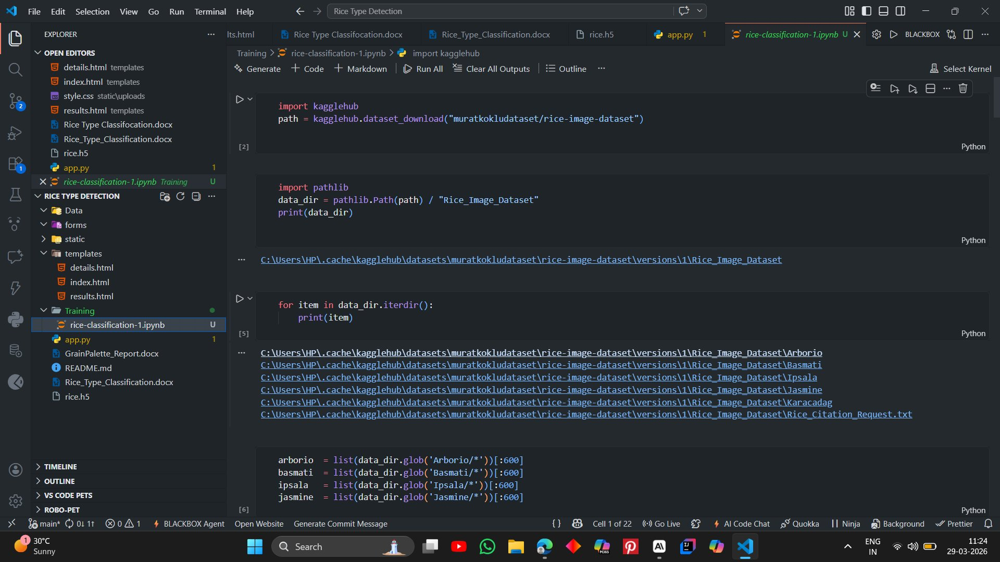 File Edit Selection View Go Run Terminal Help
Rice Type Detection
EXPLORER
lts.html
Rice Type Classifocation.docx
Rice_Type_Classification.docx
rice.h5
app.py 1
rice-classification-1.ipynb U
BLACKBOX
OPEN EDITORS
details.html templates
index.html templates
style.css static\uploads
results.html templates
Rice Type Classifocation.docx
Rice_Type_Classification.docx
rice.h5
app.py 1
rice-classification-1.ipynb Training U
RICE TYPE DETECTION
Data
forms
static
templates
details.html
index.html
results.html
Training
rice-classification-1.ipynb U
app.py 1
GrainPalette_Report.docx
README.md
Rice_Type_Classification.docx
rice.h5
TIMELINE
OUTLINE
VS CODE PETS
ROBO-PET
2
1
Training > rice-classification-1.ipynb > import kagglehub
Generate + Code + Markdown Run All Clear All Outputs Outline ...
Select Kernel
import kagglehub
path = kagglehub.dataset_download("muratkokludataset/rice-image-dataset")
[2]
Python
import pathlib
data_dir = pathlib.Path(path) / "Rice_Image_Dataset"
print(data_dir)
Python
C:\Users\HP\.cache\kagglehub\datasets\muratkokludataset\rice-image-dataset\versions\1\Rice_Image_Dataset
for item in data_dir.iterdir():
print(item)
[5]
Python
C:\Users\HP\.cache\kagglehub\datasets\muratkokludataset\rice-image-dataset\versions\1\Rice_Image_Dataset\Arborio
C:\Users\HP\.cache\kagglehub\datasets\muratkokludataset\rice-image-dataset\versions\1\Rice_Image_Dataset\Basmati
C:\Users\HP\.cache\kagglehub\datasets\muratkokludataset\rice-image-dataset\versions\1\Rice_Image_Dataset\Ipsala
C:\Users\HP\.cache\kagglehub\datasets\muratkokludataset\rice-image-dataset\versions\1\Rice_Image_Dataset\Jasmine
C:\Users\HP\.cache\kagglehub\datasets\muratkokludataset\rice-image-dataset\versions\1\Rice_Image_Dataset\Karacadag
C:\Users\HP\.cache\kagglehub\datasets\muratkokludataset\rice-image-dataset\versions\1\Rice_Image_Dataset\Rice_Citation_Request.txt
arborio = list(data_dir.glob('Arborio/*'))[:600]
basmati = list(data_dir.glob('Basmati/*'))[:600]
ipsala = list(data_dir.glob('Ipsala/*'))[:600]
jasmine = list(data_dir.glob('Jasmine/*'))[:600]
[6]
Python
main* 0↓ 1↑ 0 1 BLACKBOX Agent Open Website Generate Commit Message
{ } Cell 1 of 22 Go Live AI Code Chat Quokka Ninja Background Prettier
1
30°C
Sunny
Search
M365
IJ
ENG
IN
11:24
29-03-2026